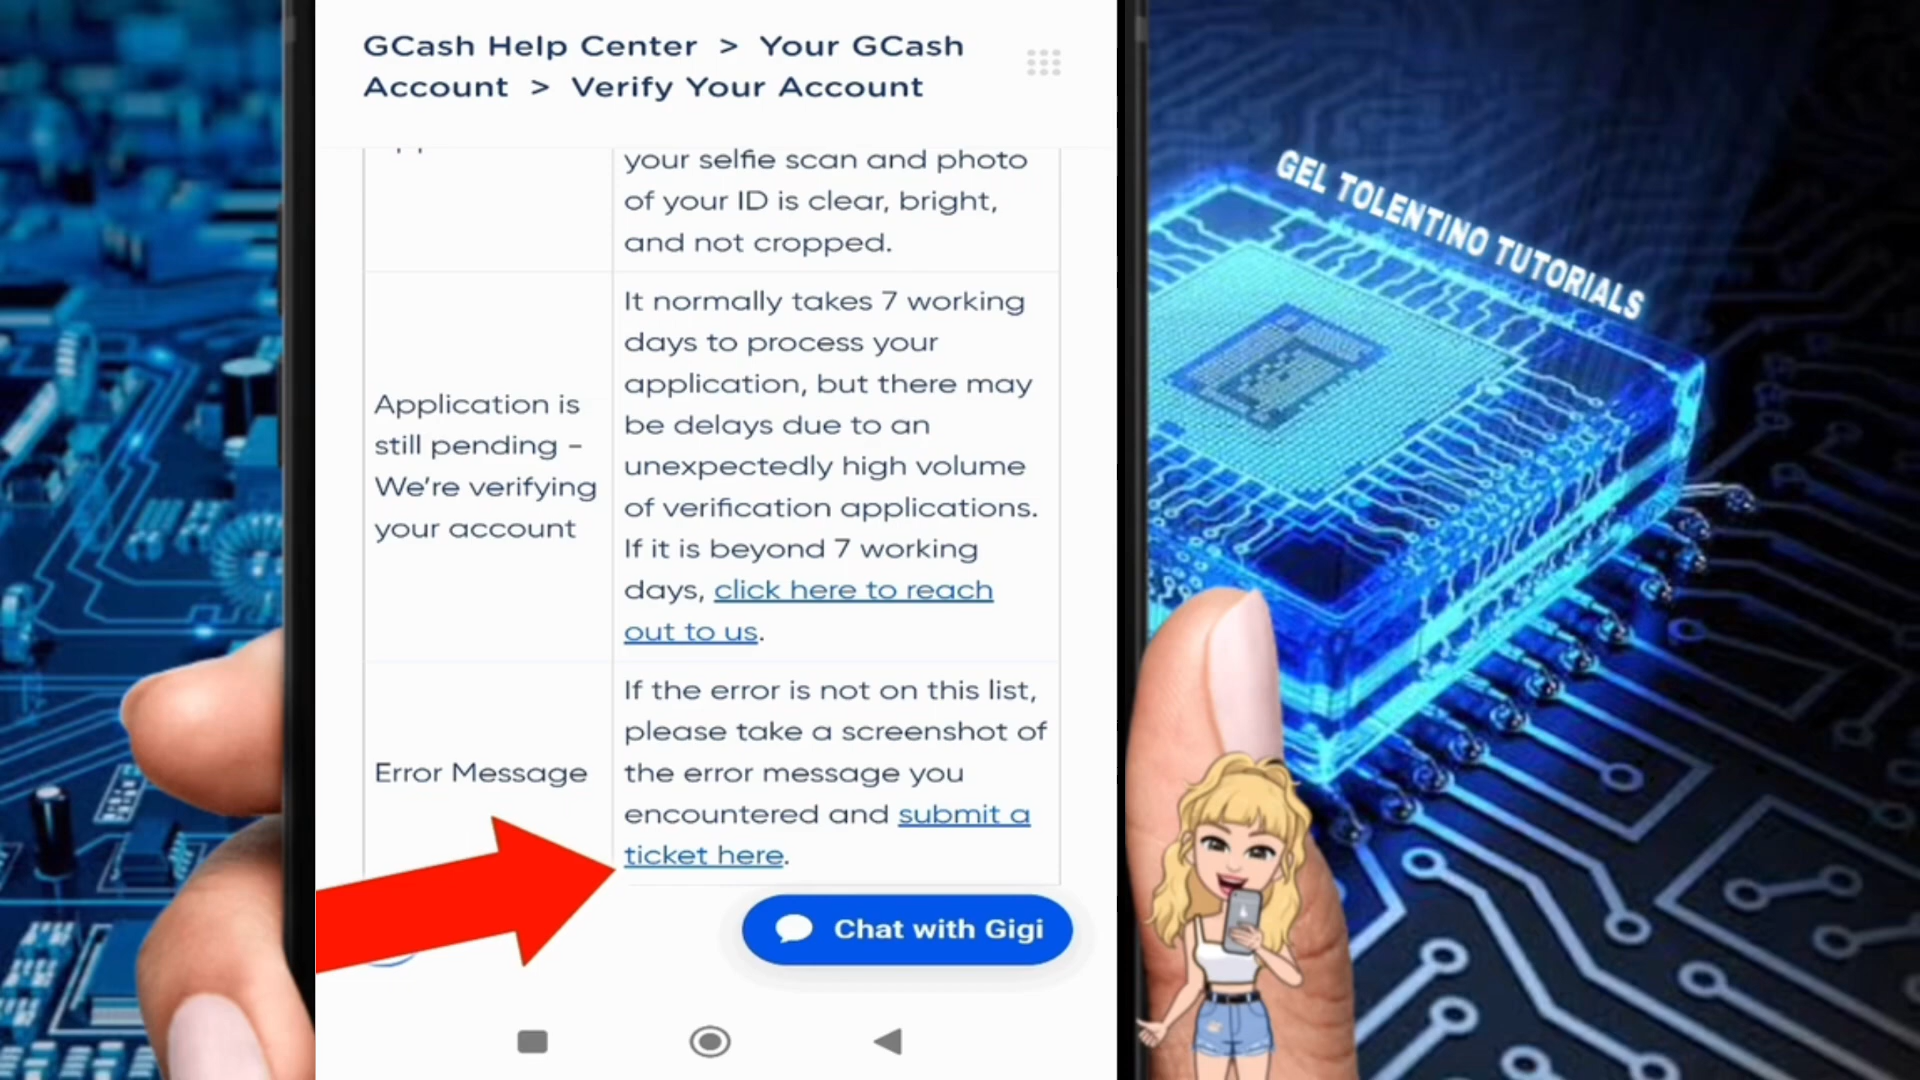 GCash Help Center > Your GCash
Account > Verify Your Account
your selfie scan and photo
of your ID is clear, bright,
and not cropped.
Application is
still pending –
We're verifying
your account
It normally takes 7 working
days to process your
application, but there may
be delays due to an
unexpectedly high volume
of verification applications.
If it is beyond 7 working
days, click here to reach
out to us.
Error Message
If the error is not on this list,
please take a screenshot of
the error message you
encountered and submit a
ticket here.
Chat with Gigi
GEL TOLENTINO TUTORIALS